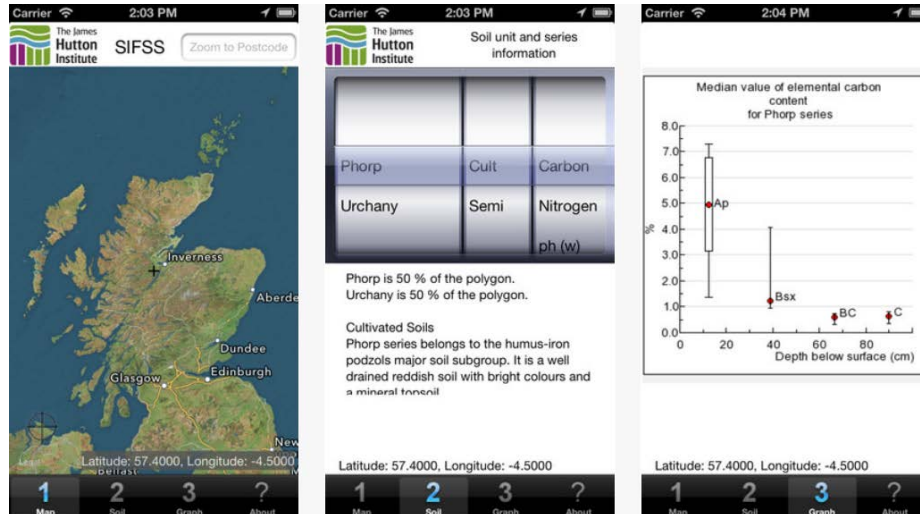 Carrier 2:03 PM
The James
Hutton
Institute
SIFSS
Zoom to Postcode
Inverness
Aberde
Dundee
Glasgow
Edinburgh
New
Latitude: 57.4000, Longitude: -4.5000
Legal
Belfast
1 2 3 ?
Map Soil Graph About
Carrier 2:03 PM
The James
Hutton
Institute
Soil unit and series
information
Phorp Cult Carbon
Urchany Semi Nitrogen
ph (w)
Phorp is 50 % of the polygon.
Urchany is 50 % of the polygon.
Cultivated Soils
Phorp series belongs to the humus-iron
podzols major soil subgroup. It is a well
drained reddish soil with bright colours and
a mineral topsoil
Latitude: 57.4000, Longitude: -4.5000
1 2 3 ?
Map Soil Graph About
Carrier 2:04 PM
Median value of elemental carbon
content
for Phorp series
8.0
7.0
6.0
5.0
4.0
3.0
2.0
1.0
0.0
%
Ap
Bsx
BC
C
0 20 40 60 80
Depth below surface (cm)
Latitude: 57.4000, Longitude: -4.5000
1 2 3 ?
Map Soil Graph About